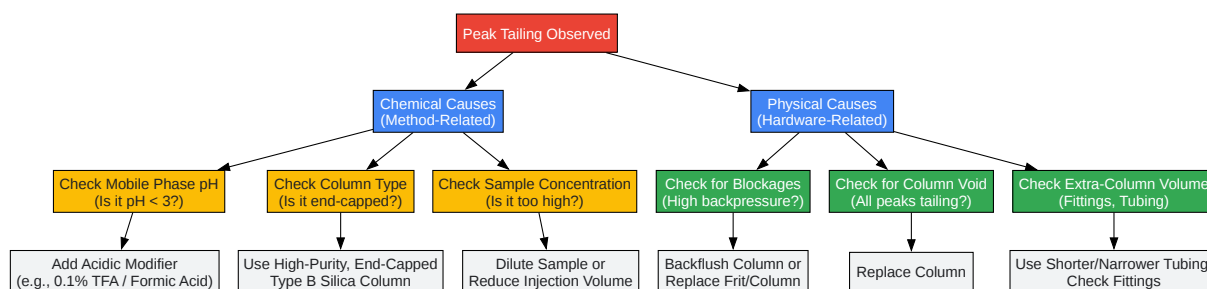 Peak Tailing Observed
Chemical Causes
(Method-Related)
Physical Causes
(Hardware-Related)
Check Mobile Phase pH
(Is it pH < 3?)
Check Column Type
(Is it end-capped?)
Check Sample Concentration
(Is it too high?)
Check for Blockages
(High backpressure?)
Check for Column Void
(All peaks tailing?)
Check Extra-Column Volume
(Fittings, Tubing)
Add Acidic Modifier
(e.g., 0.1% TFA / Formic Acid)
Use High-Purity, End-Capped
Type B Silica Column
Dilute Sample or
Reduce Injection Volume
Backflush Column or
Replace Frit/Column
Replace Column
Use Shorter/Narrower Tubing
Check Fittings